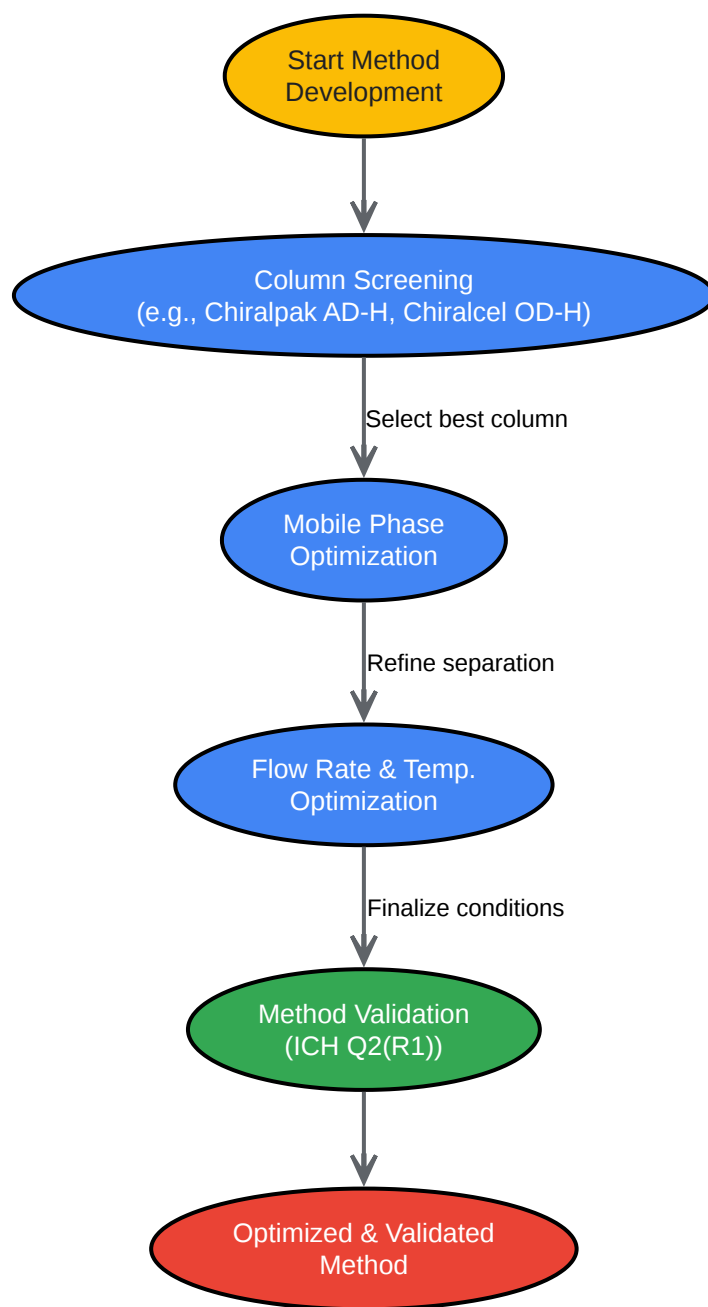 Start Method
Development
Column Screening
(e.g., Chiralpak AD-H, Chiralcel OD-H)
Select best column
Mobile Phase
Optimization
Refine separation
Flow Rate & Temp.
Optimization
Finalize conditions
Method Validation
(ICH Q2(R1))
Optimized & Validated
Method